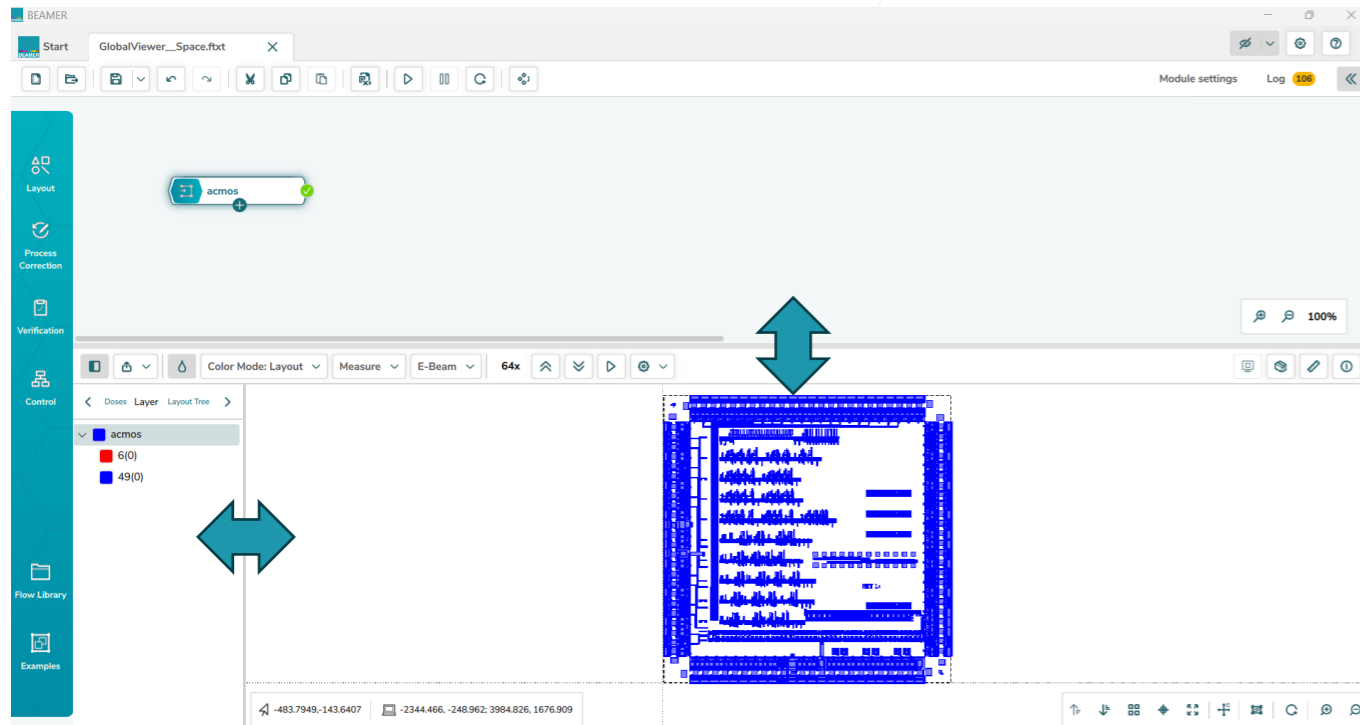 BEAMER
BEAMER Start GlobalViewer__Space.ftxt
Module settings Log 106
Layout
acmos
Process
Correction
Verification
100%
Color Mode: Layout Measure E-Beam 64x
Control
Doses Layer Layout Tree
acmos
6(0)
49(0)
Flow Library
Examples
-483.7949,-143.6407 -2344.466, -248.962; 3984.826, 1676.909